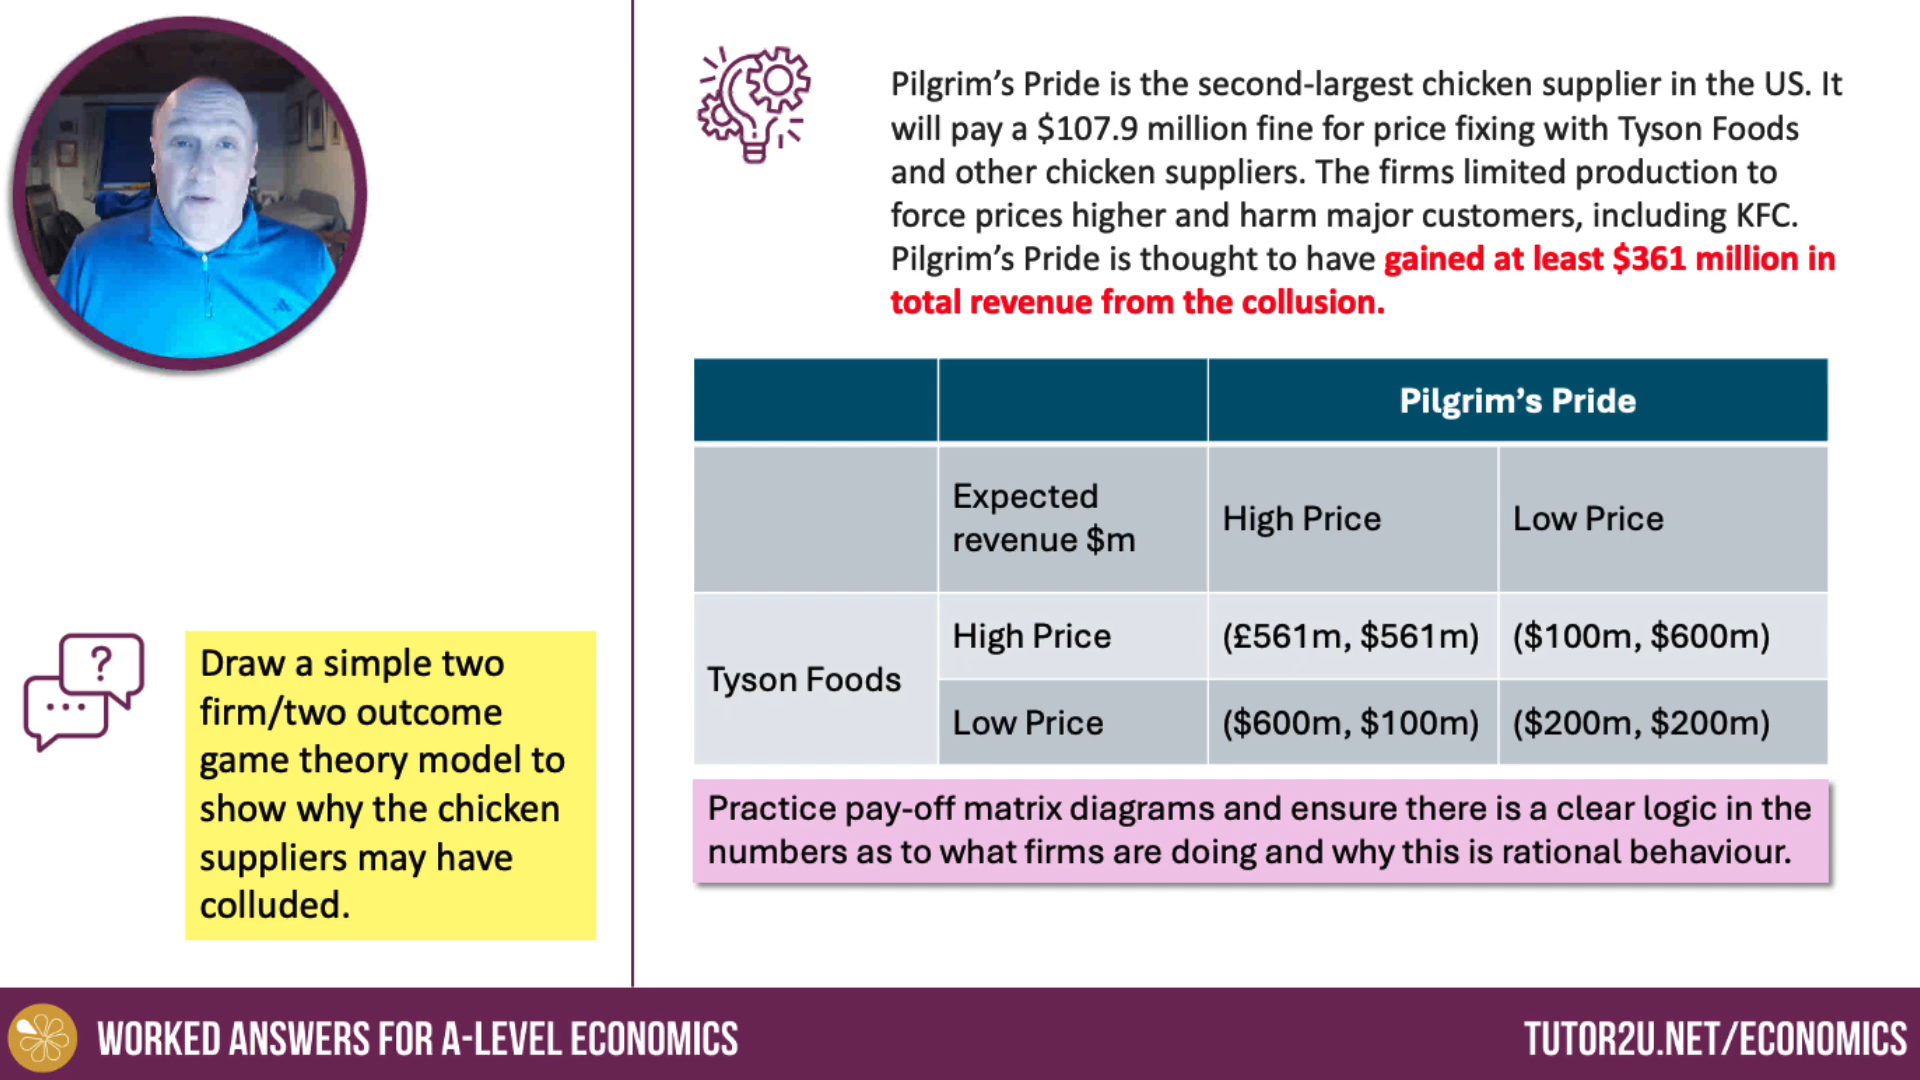 Pilgrim’s Pride is the second-largest chicken supplier in the US. It
will pay a $107.9 million fine for price fixing with Tyson Foods
and other chicken suppliers. The firms limited production to
force prices higher and harm major customers, including KFC.
Pilgrim’s Pride is thought to have gained at least $361 million in
total revenue from the collusion.
Pilgrim’s Pride
Expected
revenue $m
High Price
Low Price
Tyson Foods
High Price
(£561m, $561m)
($100m, $600m)
Low Price
($600m, $100m)
($200m, $200m)
Practice pay-off matrix diagrams and ensure there is a clear logic in the
numbers as to what firms are doing and why this is rational behaviour.
?
Draw a simple two
firm/two outcome
game theory model to
show why the chicken
suppliers may have
colluded.
WORKED ANSWERS FOR A-LEVEL ECONOMICS
TUTOR2U.NET/ECONOMICS